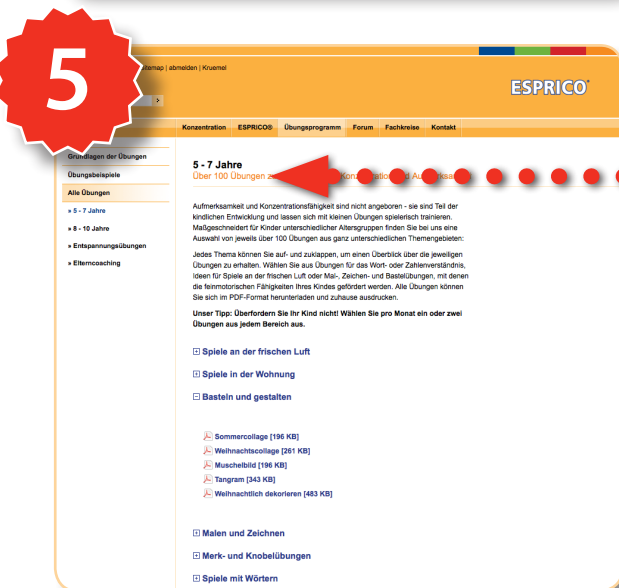 5
itemap | abmelden | Kruemel
ESPRICO®
Konzentration ESPRICO® Übungsprogramm Forum Fachkreise Kontakt
Grundlagen der Übungen
Übungsbeispiele
Alle Übungen
» 5 - 7 Jahre
» 8 - 10 Jahre
» Entspannungsübungen
» Elterncoaching
5 - 7 Jahre
Über 100 Übungen
Aufmerksamkeit und Konzentrationsfähigkeit sind nicht angeboren - sie sind Teil der
kindlichen Entwicklung und lassen sich mit kleinen Übungen spielerisch trainieren.
Maßgeschneidert für Kinder unterschiedlicher Altersgruppen finden Sie bei uns eine
Auswahl von jeweils über 100 Übungen aus ganz unterschiedlichen Themengebieten:
Jedes Thema können Sie auf- und zuklappen, um einen Überblick über die jeweiligen
Übungen zu erhalten. Wählen Sie aus Übungen für das Wort- oder Zahlenverständnis,
Ideen für Spiele an der frischen Luft oder Mal-, Zeichen- und Bastelübungen, mit denen
die feinmotorischen Fähigkeiten Ihres Kindes gefördert werden. Alle Übungen können
Sie sich im PDF-Format herunterladen und zuhause ausdrucken.
Unser Tipp: Überfordern Sie Ihr Kind nicht! Wählen Sie pro Monat ein oder zwei
Übungen aus jedem Bereich aus.
Spiele an der frischen Luft
Spiele in der Wohnung
Basteln und gestalten
Sommercollage [196 KB]
Weihnachtscollage [261 KB]
Muschelbild [196 KB]
Tangram [343 KB]
Weihnachtlich dekorieren [483 KB]
Malen und Zeichnen
Merk- und Knobelübungen
Spiele mit Wörtern